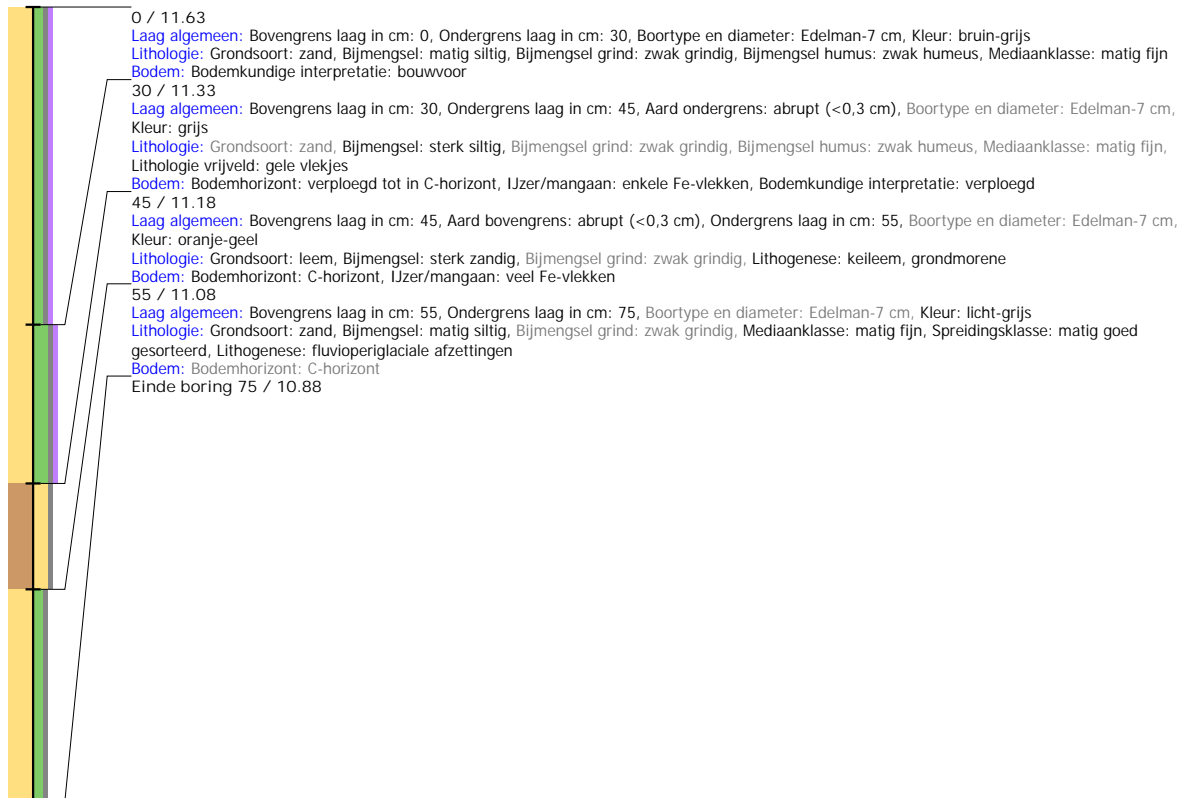 0 / 11.63
Laag algemeen: Bovengrens laag in cm: 0, Ondergrens laag in cm: 30, Boortype en diameter: Edelman-7 cm, Kleur: bruin-grijs
Lithologie: Grondsoort: zand, Bijmengsel: matig siltig, Bijmengsel grind: zwak grindig, Bijmengsel humus: zwak humeus, Mediaanklasse: matig fijn
Bodem: Bodemkundige interpretatie: bouwvoor
30 / 11.33
Laag algemeen: Bovengrens laag in cm: 30, Ondergrens laag in cm: 45, Aard ondergrens: abrupt (<0,3 cm), Boortype en diameter: Edelman-7 cm,
Kleur: grijs
Lithologie: Grondsoort: zand, Bijmengsel: sterk siltig, Bijmengsel grind: zwak grindig, Bijmengsel humus: zwak humeus, Mediaanklasse: matig fijn,
Lithologie vrijveld: gele vlekjes
Bodem: Bodemhorizont: verploegd tot in C-horizont, IJzer/mangaan: enkele Fe-vlekken, Bodemkundige interpretatie: verploegd
45 / 11.18
Laag algemeen: Bovengrens laag in cm: 45, Aard bovengrens: abrupt (<0,3 cm), Ondergrens laag in cm: 55, Boortype en diameter: Edelman-7 cm,
Kleur: oranje-geel
Lithologie: Grondsoort: leem, Bijmengsel: sterk zandig, Bijmengsel grind: zwak grindig, Lithogenese: keileem, grondmorene
Bodem: Bodemhorizont: C-horizont, IJzer/mangaan: veel Fe-vlekken
55 / 11.08
Laag algemeen: Bovengrens laag in cm: 55, Ondergrens laag in cm: 75, Boortype en diameter: Edelman-7 cm, Kleur: licht-grijs
Lithologie: Grondsoort: zand, Bijmengsel: matig siltig, Bijmengsel grind: zwak grindig, Mediaanklasse: matig fijn, Spreidingsklasse: matig goed
gesorteerd, Lithogenese: fluvioperiglaciale afzettingen
Bodem: Bodemhorizont: C-horizont
Einde boring 75 / 10.88